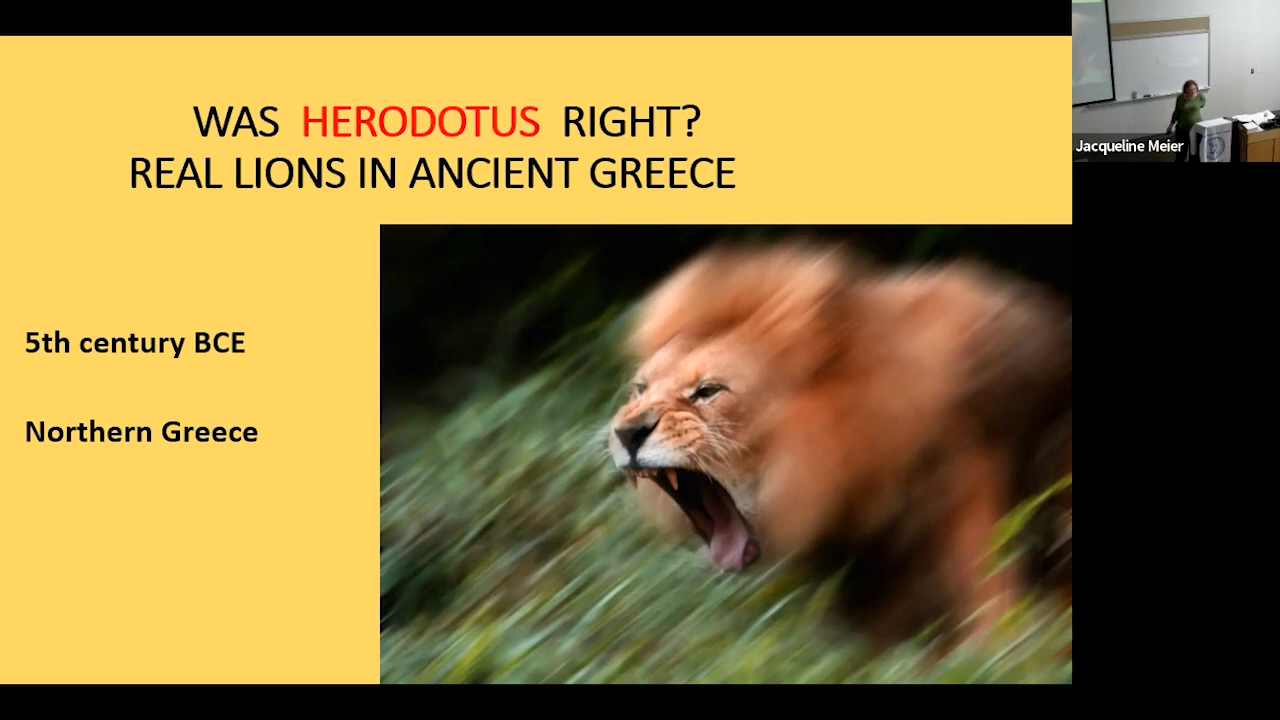 WAS HERODOTUS RIGHT?
REAL LIONS IN ANCIENT GREECE
5th century BCE
Northern Greece
Jacqueline Meier